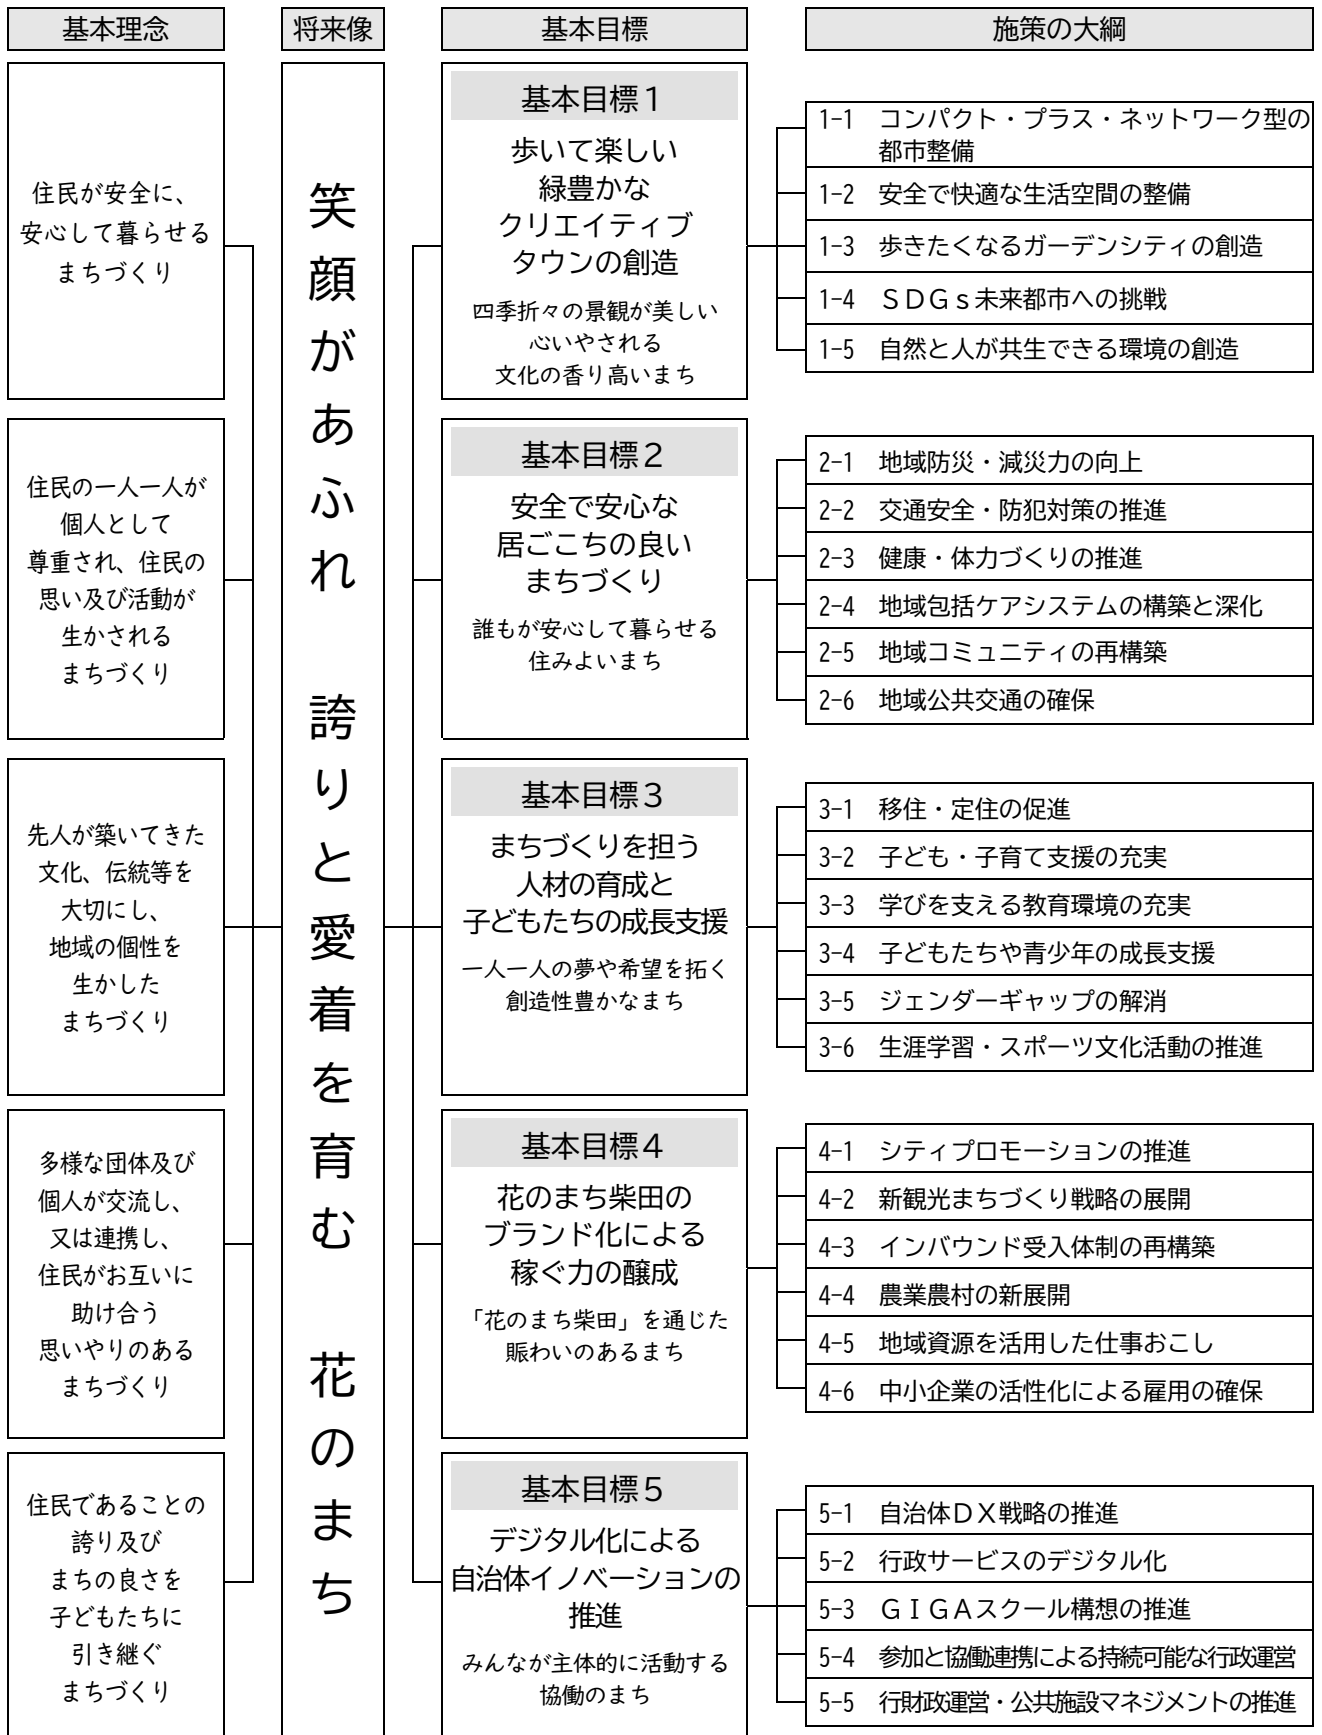 基本理念
住民が安全に、
安心して暮らせる
まちづくり
住民の一人一人が
個人として
尊重され、住民の
思い及び活動が
生かされる
まちづくり
先人が築いてきた
文化、伝統等を
大切にし、
地域の個性を
生かした
まちづくり
多様な団体及び
個人が交流し、
又は連携し、
住民がお互いに
助け合う
思いやりのある
まちづくり
住民であることの
誇り及び
まちの良さを
子どもたちに
引き継ぐ
まちづくり
将来像
笑顔があふれ　誇りと愛着を育む　花のまち
基本目標
基本目標１
歩いて楽しい
緑豊かな
クリエイティブ
タウンの創造
四季折々の景観が美しい
心いやされる
文化の香り高いまち
基本目標２
安全で安心な
居ごこちの良い
まちづくり
誰もが安心して暮らせる
住みよいまち
基本目標３
まちづくりを担う
人材の育成と
子どもたちの成長支援
一人一人の夢や希望を拓く
創造性豊かなまち
基本目標４
花のまち柴田の
ブランド化による
稼ぐ力の醸成
「花のまち柴田」を通じた
賑わいのあるまち
基本目標５
デジタル化による
自治体イノベーションの
推進
みんなが主体的に活動する
協働のまち
施策の大綱
1-1　コンパクト・プラス・ネットワーク型の
都市整備
1-2　安全で快適な生活空間の整備
1-3　歩きたくなるガーデンシティの創造
1-4　ＳＤＧｓ未来都市への挑戦
1-5　自然と人が共生できる環境の創造
2-1　地域防災・減災力の向上
2-2　交通安全・防犯対策の推進
2-3　健康・体力づくりの推進
2-4　地域包括ケアシステムの構築と深化
2-5　地域コミュニティの再構築
2-6　地域公共交通の確保
3-1　移住・定住の促進
3-2　子ども・子育て支援の充実
3-3　学びを支える教育環境の充実
3-4　子どもたちや青少年の成長支援
3-5　ジェンダーギャップの解消
3-6　生涯学習・スポーツ文化活動の推進
4-1　シティプロモーションの推進
4-2　新観光まちづくり戦略の展開
4-3　インバウンド受入体制の再構築
4-4　農業農村の新展開
4-5　地域資源を活用した仕事おこし
4-6　中小企業の活性化による雇用の確保
5-1　自治体ＤＸ戦略の推進
5-2　行政サービスのデジタル化
5-3　ＧＩＧＡスクール構想の推進
5-4　参加と協働連携による持続可能な行政運営
5-5　行財政運営・公共施設マネジメントの推進